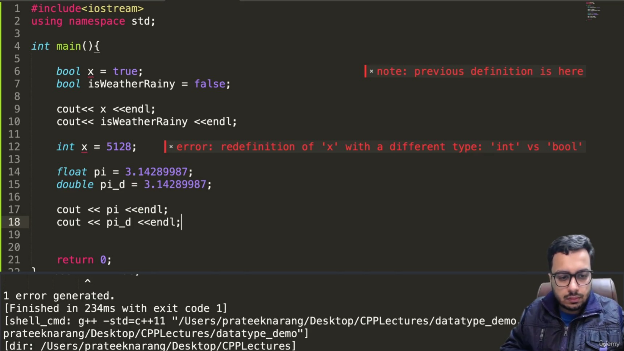 1 #include<iostream>
2 using namespace std;
3
4 int main(){
5
6 bool x = true; × note: previous definition is here
7 bool isWeatherRainy = false;
8
9 cout<< x <<endl;
10 cout<< isWeatherRainy <<endl;
11
12 int x = 5128; × error: redefinition of 'x' with a different type: 'int' vs 'bool'
13
14 float pi = 3.14289987;
15 double pi_d = 3.14289987;
16
17 cout << pi <<endl;
18 cout << pi_d <<endl;
19
20
21 return 0;
22 }
^
1 error generated.
[Finished in 234ms with exit code 1]
[shell_cmd: g++ -std=c++11 "/Users/prateeknarang/Desktop/CPPLectures/datatype_demo
prateeknarang/Desktop/CPPLectures/datatype_demo"]
[dir: /Users/prateeknarang/Desktop/CPPLectures]